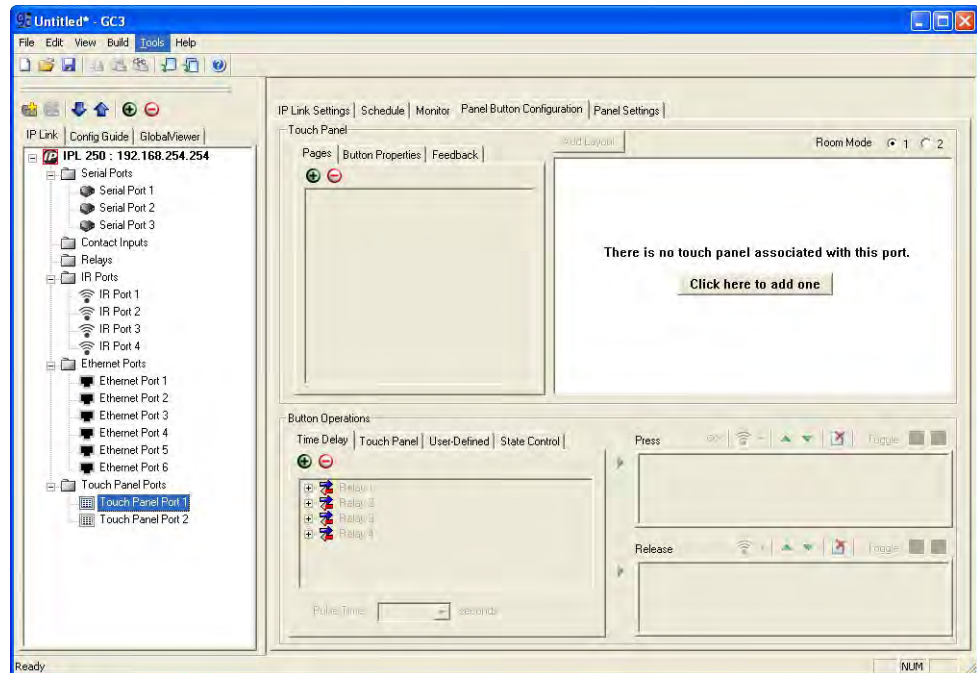 Untitled* - GC3
File Edit View Build Tools Help
IP Link Config Guide GlobalViewer
IPL 250 : 192.168.254.254
Serial Ports
Serial Port 1
Serial Port 2
Serial Port 3
Contact Inputs
Relays
IR Ports
IR Port 1
IR Port 2
IR Port 3
IR Port 4
Ethernet Ports
Ethernet Port 1
Ethernet Port 2
Ethernet Port 3
Ethernet Port 4
Ethernet Port 5
Ethernet Port 6
Touch Panel Ports
Touch Panel Port 1
Touch Panel Port 2
IP Link Settings Schedule Monitor Panel Button Configuration Panel Settings
Touch Panel
Pages Button Properties Feedback
Add Layout
Room Mode 1 2
There is no touch panel associated with this port.
Click here to add one
Button Operations
Time Delay Touch Panel User-Defined State Control
Relay 1
Relay 2
Relay 3
Relay 4
Pulse Time: seconds
Press
Toggle
Release
Toggle
Ready
NUM